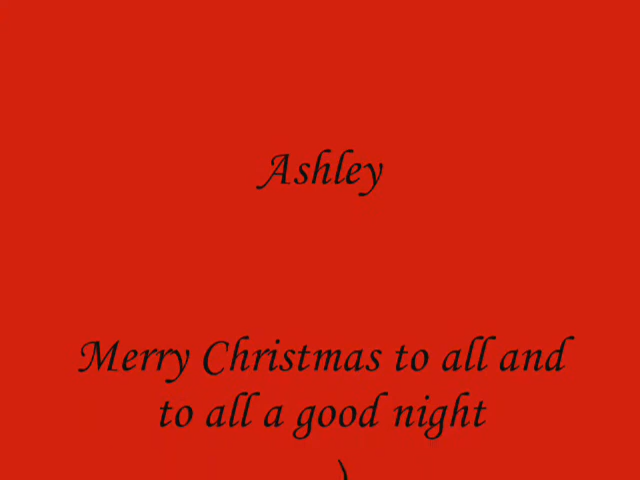 Ashley
Merry Christmas to all and
to all a good night
)